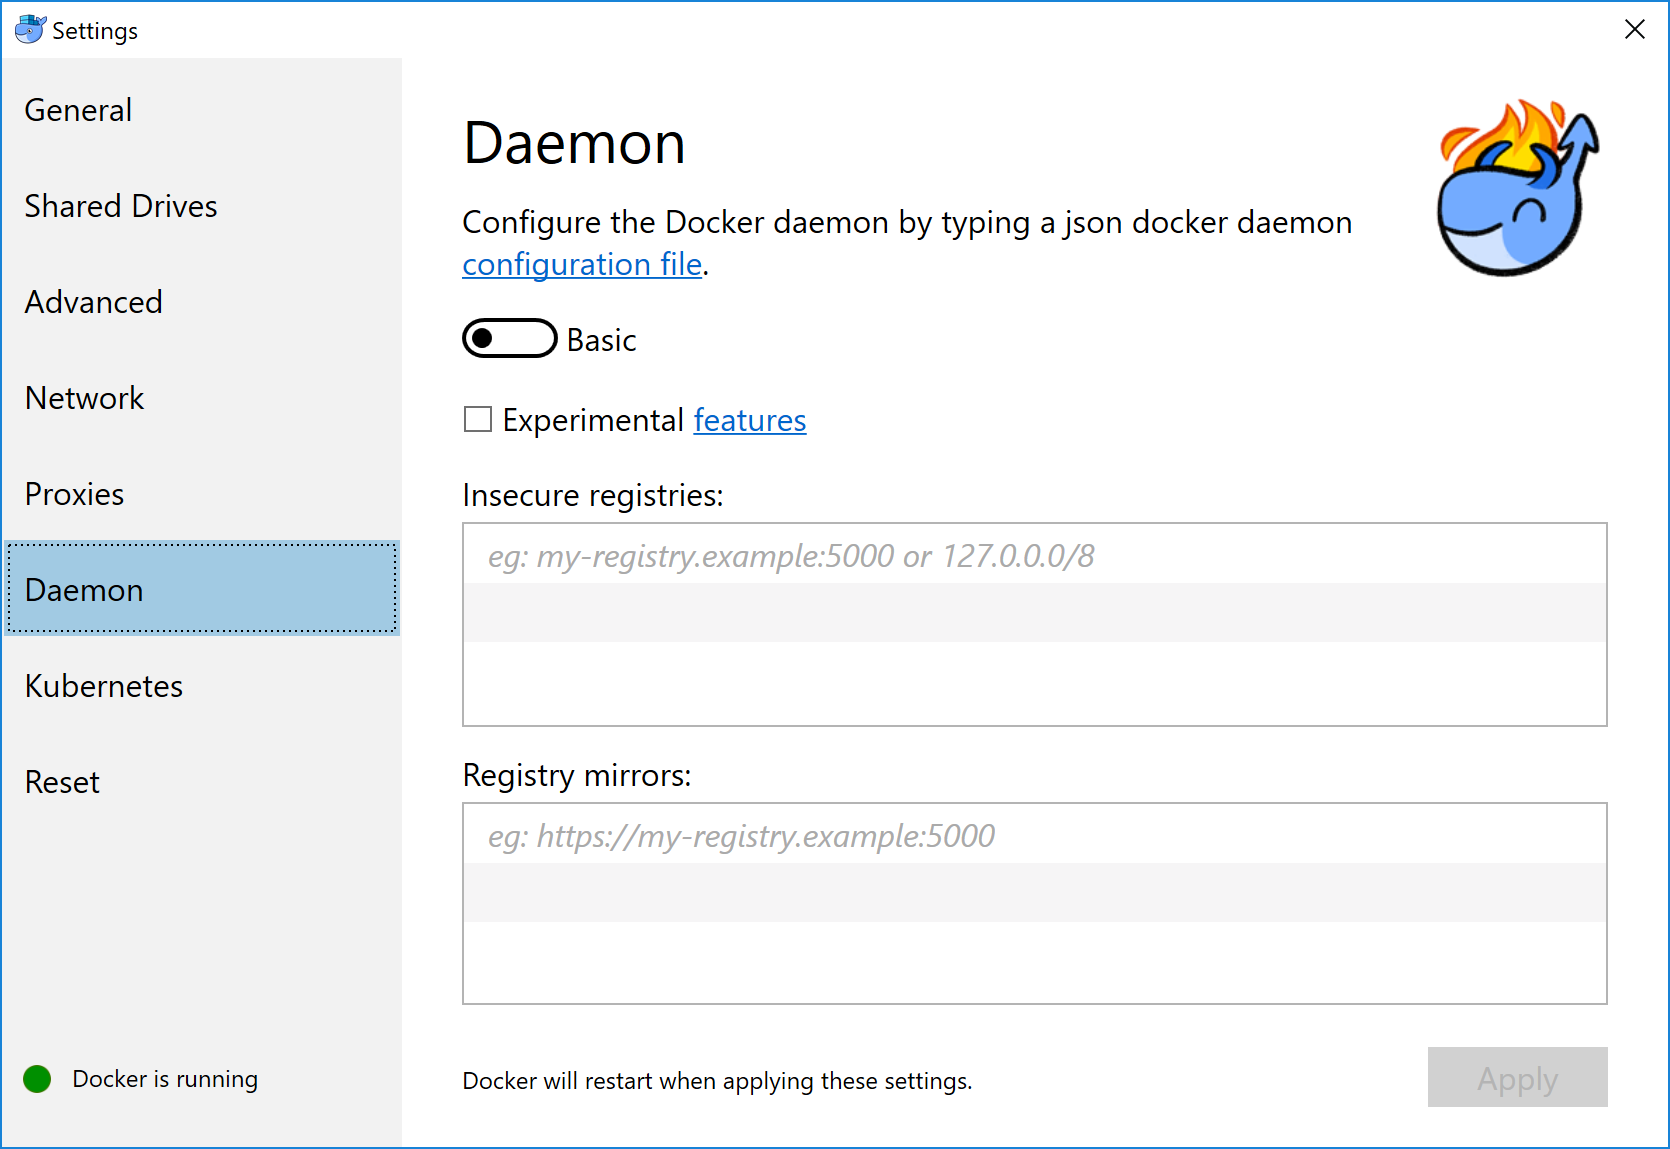 Settings
General
Shared Drives
Advanced
Network
Proxies
Daemon
Kubernetes
Reset
Docker is running
Daemon
Configure the Docker daemon by typing a json docker daemon
configuration file.
Basic
Experimental features
Insecure registries:
eg: my-registry.example:5000 or 127.0.0.0/8
Registry mirrors:
eg: https://my-registry.example:5000
Docker will restart when applying these settings.
Apply